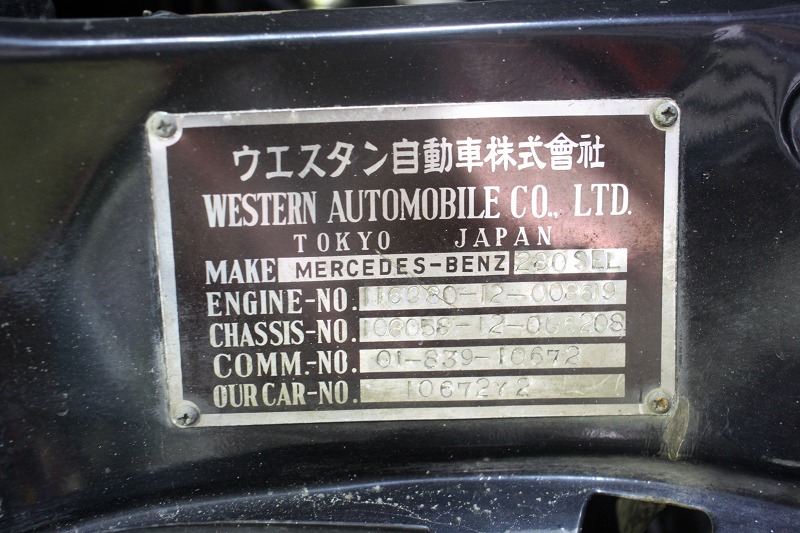 ウエスタン自動車株式會社
WESTERN AUTOMOBILE CO., LTD.
TOKYO JAPAN
MAKE MERCEDES-BENZ 280SEL
ENGINE-NO.
CHASSIS-NO.
COMM.-NO. 01-839-10672
OUR CAR-NO. 10672Y2